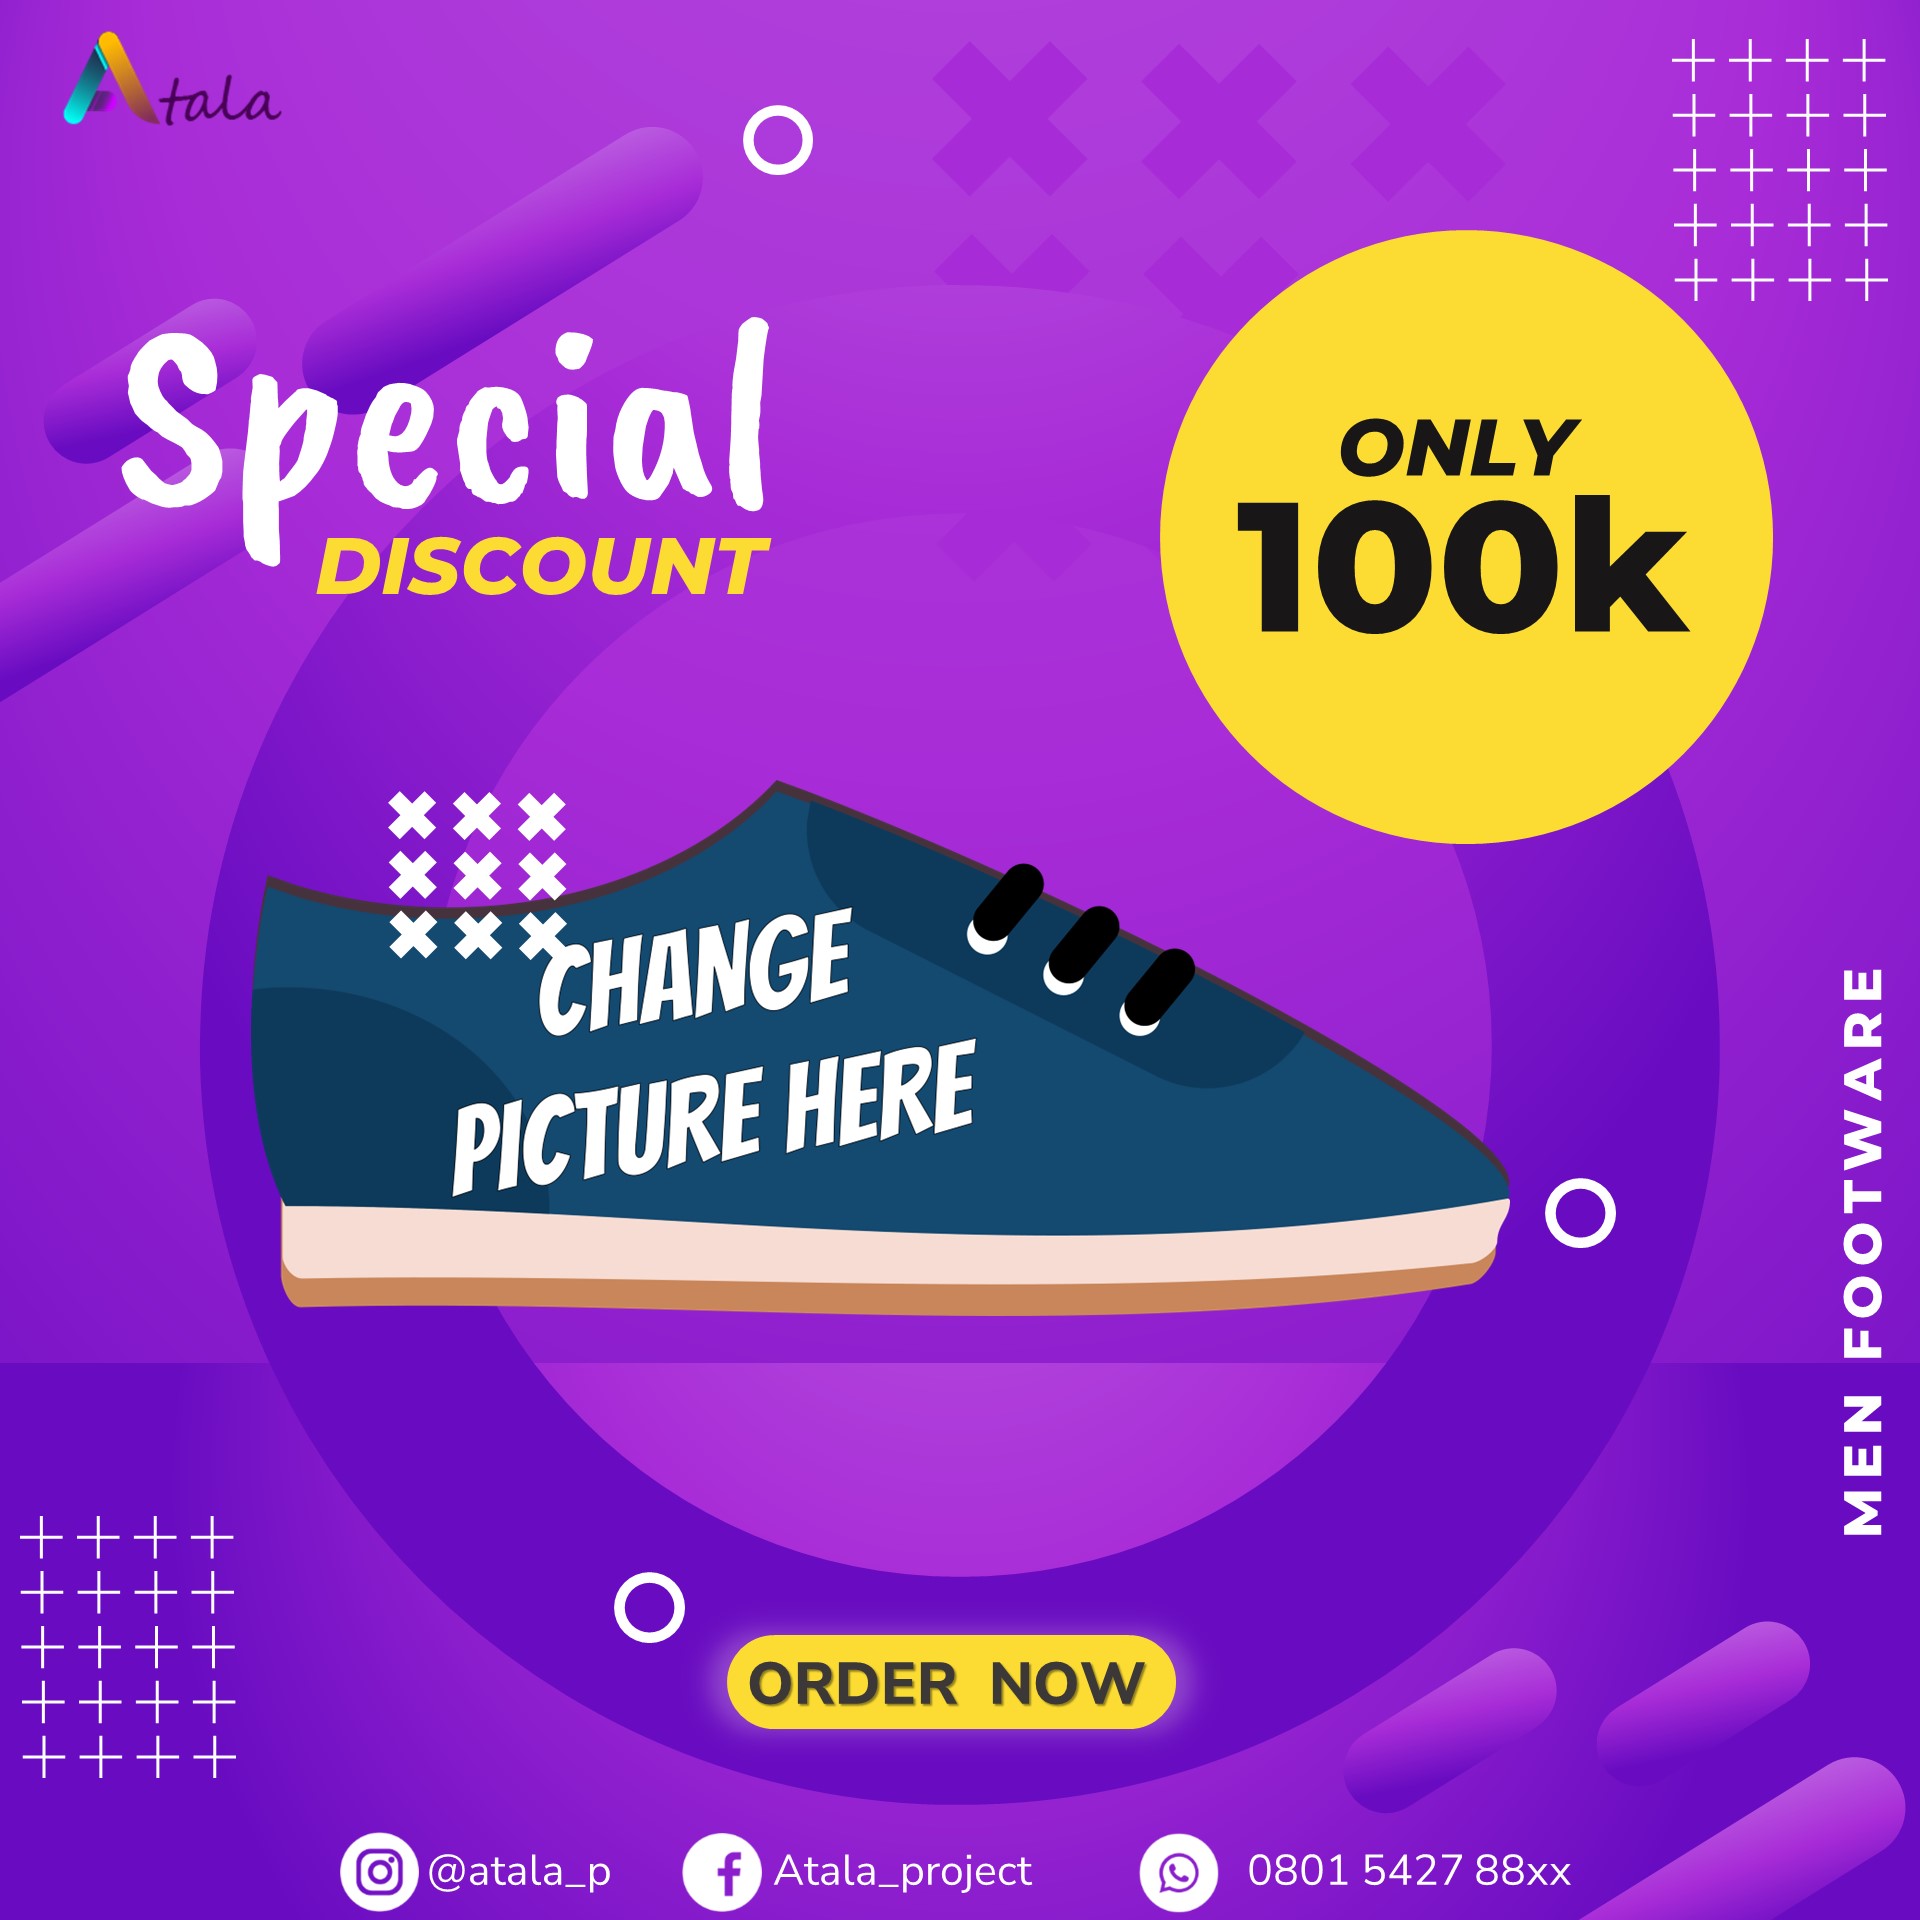 Atala
Special
DISCOUNT
ONLY
100k
CHANGE
PICTURE HERE
MEN FOOTWARE
ORDER NOW
@atala_p
Atala_project
0801 5427 88xx